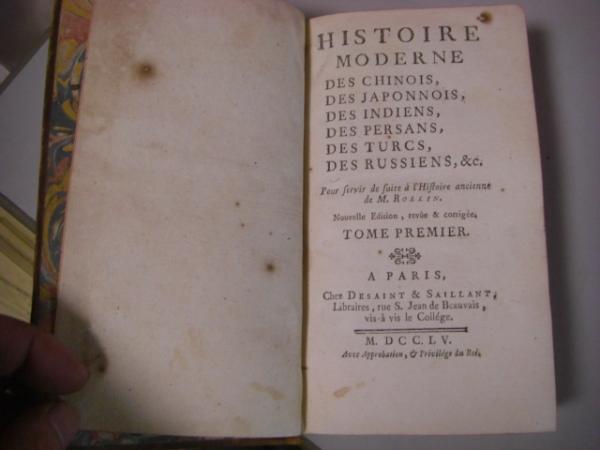 HISTOIRE
MODERNE
DES CHINOIS,
DES JAPONNOIS,
DES INDIENS,
DES PERSANS,
DES TURCS,
DES RUSSIENS, &c.
Pour ſervir de ſuite à l'Hiſtoire ancienne
de M. ROLLIN.
Nouvelle Edition, revûe & corrigée.
TOME PREMIER.
A PARIS,
Chez DESAINT & SAILLANT,
Libraires, rue S. Jean de Beauvais,
vis-à vis le Collége.
M. DCC. LV.
Avec Approbation, & Privilége du Roi.